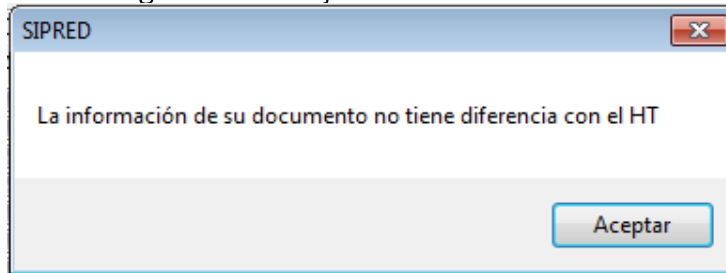 SIPRED
La información de su documento no tiene diferencia con el HT
Aceptar